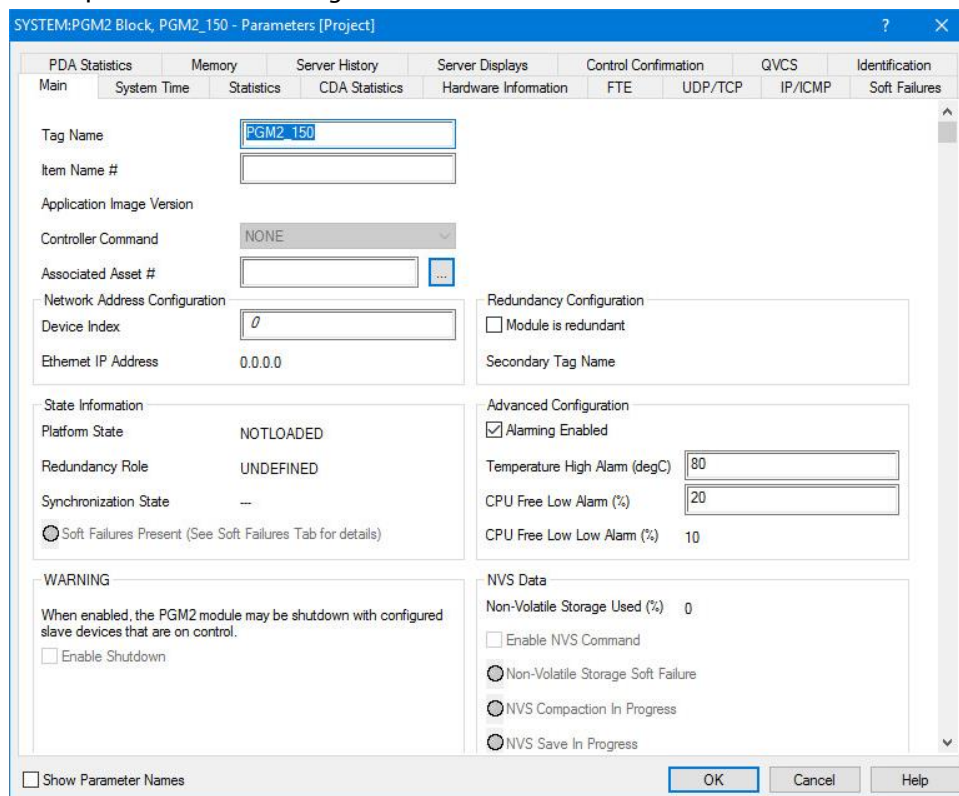 SYSTEM:PGM2 Block, PGM2_150 - Parameters [Project]
? X
PDA Statistics Memory Server History Server Displays Control Confirmation QVCS Identification
Main System Time Statistics CDA Statistics Hardware Information FTE UDP/TCP IP/ICMP Soft Failures
Tag Name PGM2_150
Item Name #
Application Image Version
Controller Command NONE
Associated Asset # ...
Network Address Configuration
Device Index 0
Ethernet IP Address 0.0.0.0
Redundancy Configuration
Module is redundant
Secondary Tag Name
State Information
Platform State NOTLOADED
Redundancy Role UNDEFINED
Synchronization State ---
Soft Failures Present (See Soft Failures Tab for details)
Advanced Configuration
Alarming Enabled
Temperature High Alarm (degC) 80
CPU Free Low Alarm (%) 20
CPU Free Low Low Alarm (%) 10
WARNING
When enabled, the PGM2 module may be shutdown with configured
slave devices that are on control.
Enable Shutdown
NVS Data
Non-Volatile Storage Used (%) 0
Enable NVS Command
Non-Volatile Storage Soft Failure
NVS Compaction In Progress
NVS Save In Progress
Show Parameter Names
OK Cancel Help